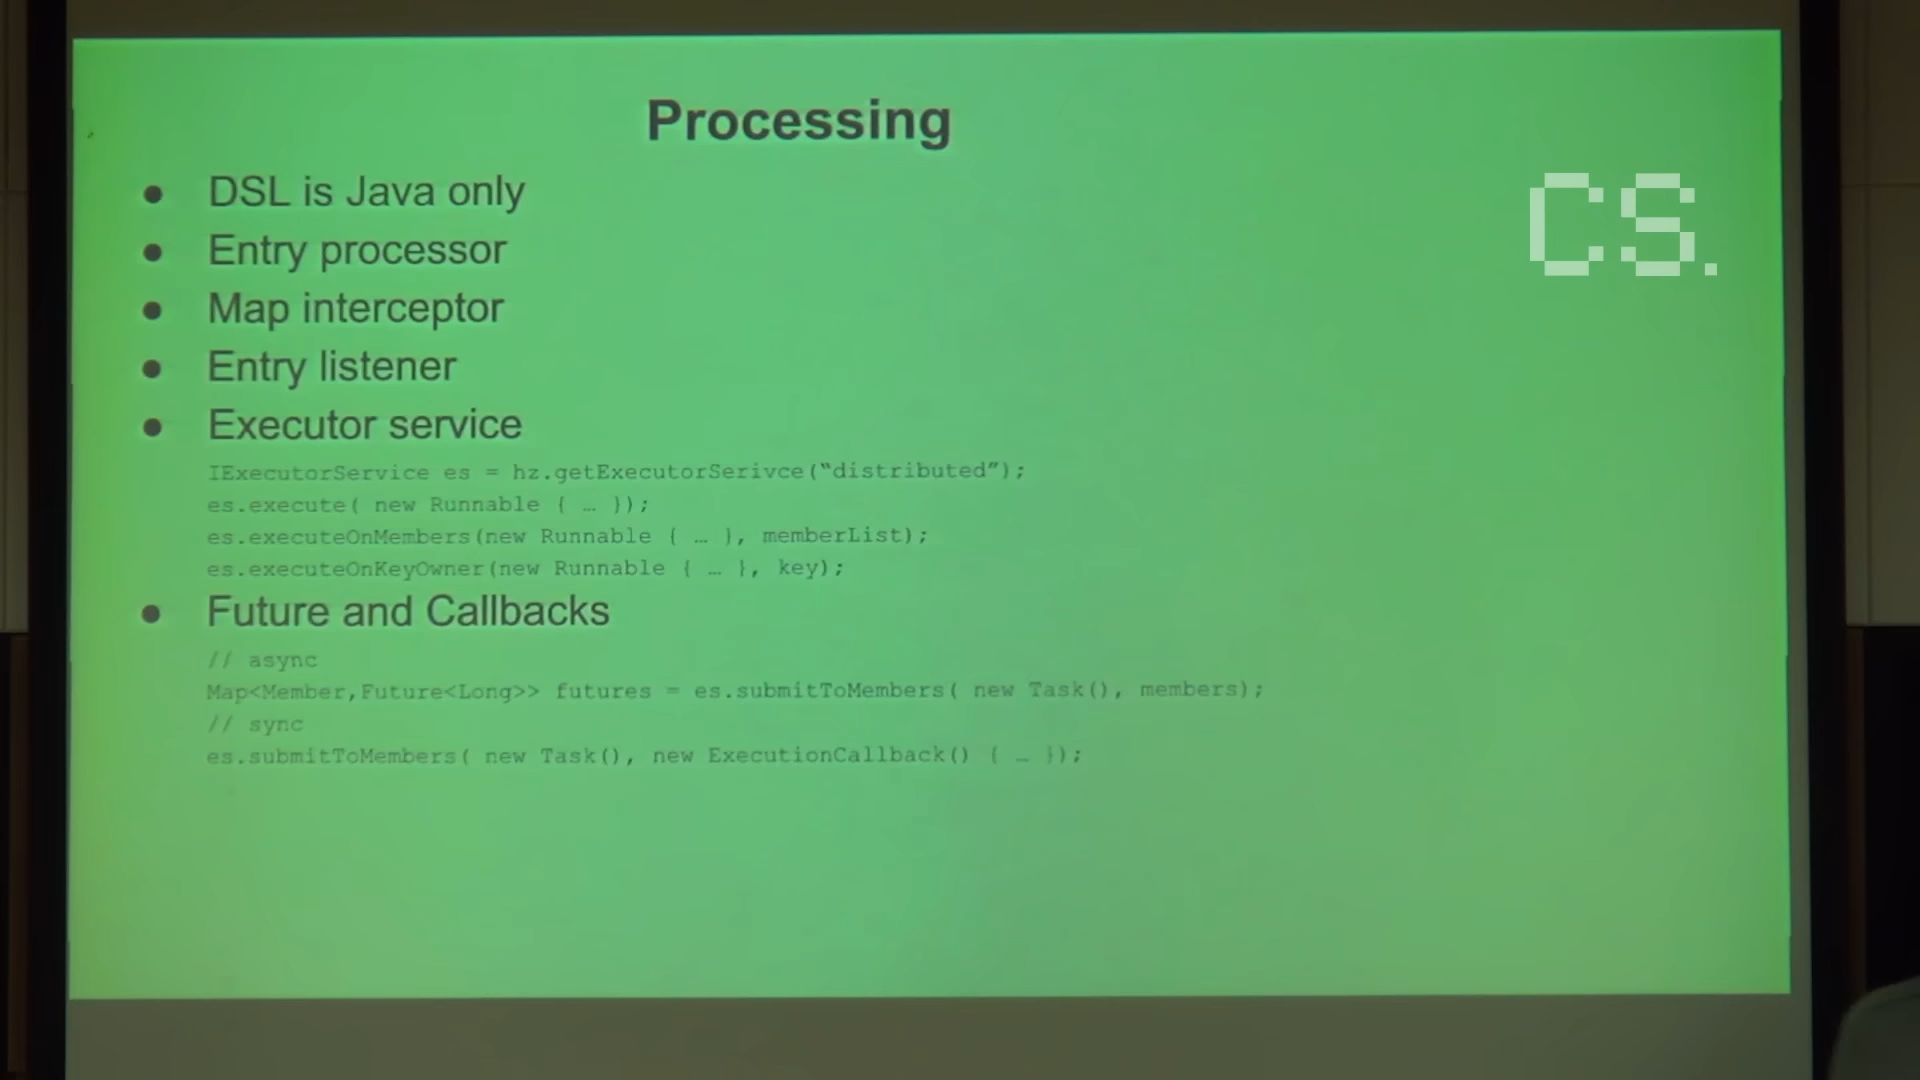 Processing
CS.
● DSL is Java only
● Entry processor
● Map interceptor
● Entry listener
● Executor service
IExecutorService es = hz.getExecutorSerivce(“distributed”);
es.execute( new Runnable { … });
es.executeOnMembers(new Runnable { … }, memberList);
es.executeOnKeyOwner(new Runnable { … }, key);
● Future and Callbacks
// async
Map<Member,Future<Long>> futures = es.submitToMembers( new Task(), members);
// sync
es.submitToMembers( new Task(), new ExecutionCallback() { … });